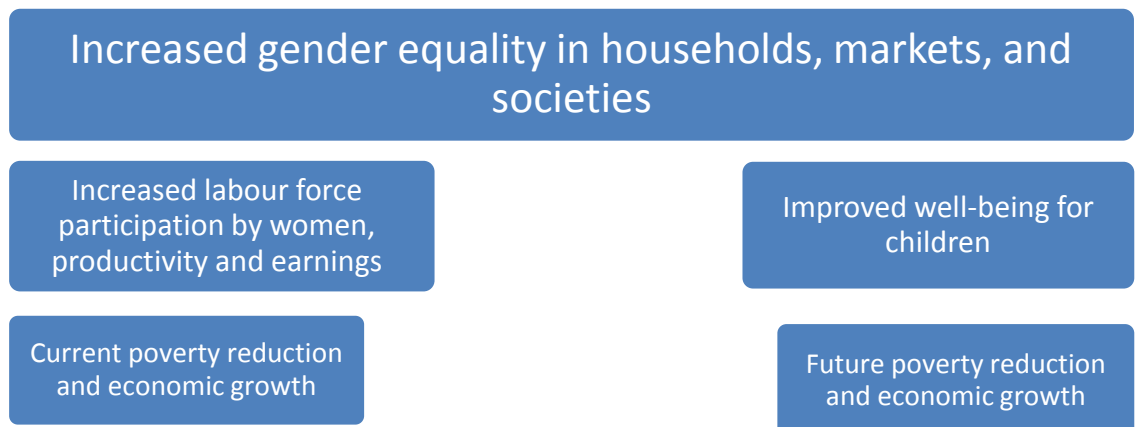 Increased gender equality in households, markets, and
societies
Increased labour force
participation by women,
productivity and earnings
Improved well-being for
children
Current poverty reduction
and economic growth
Future poverty reduction
and economic growth